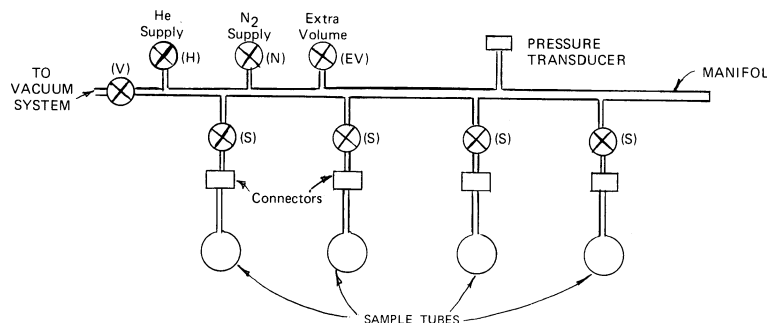 He
Supply
(H)
N2
Supply
(N)
Extra
Volume
(EV)
PRESSURE
TRANSDUCER
TO
VACUUM
SYSTEM
(V)
MANIFOL
(S)
(S)
(S)
(S)
Connectors
SAMPLE TUBES